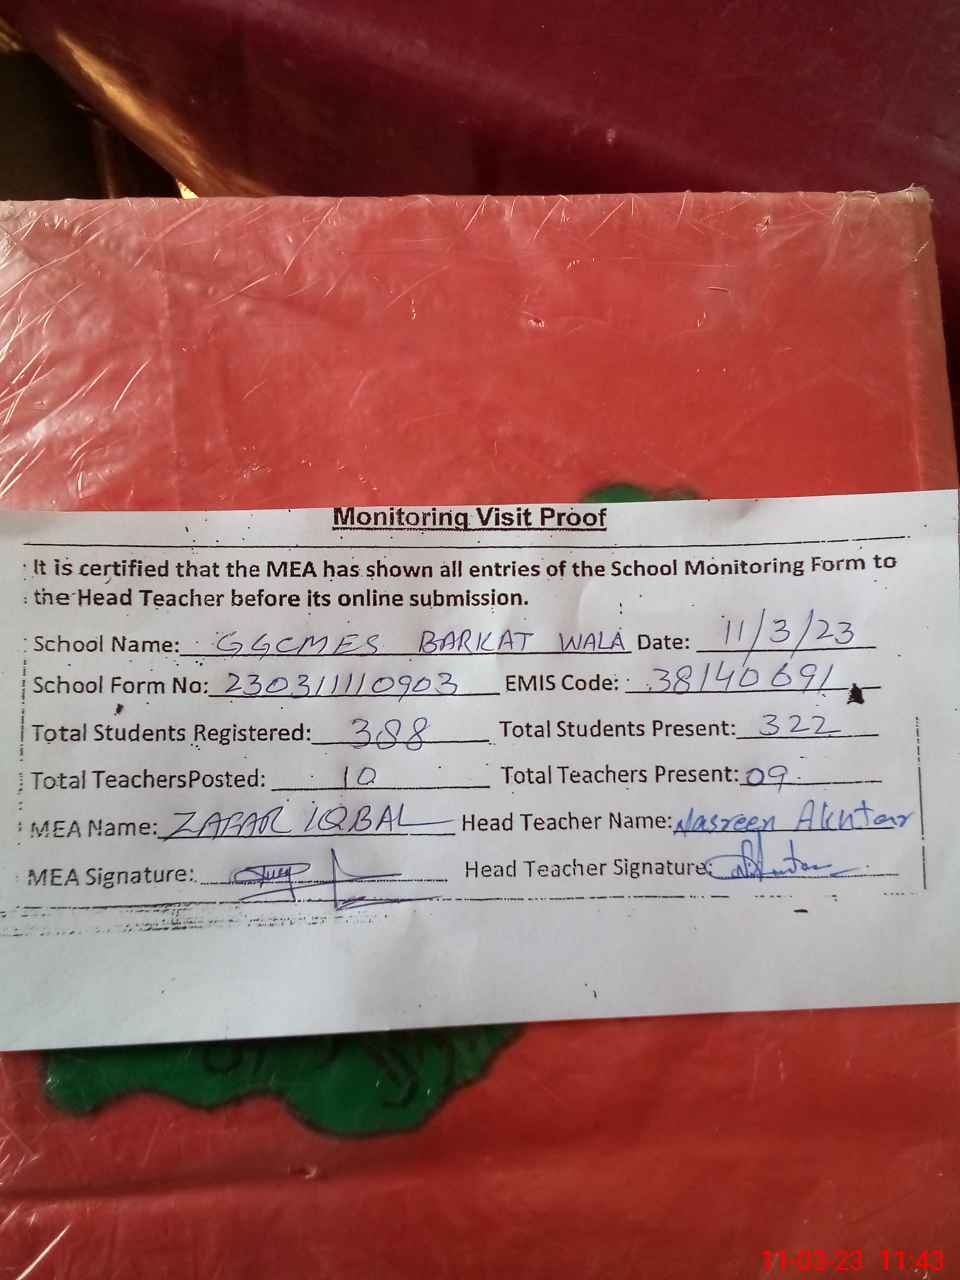 Monitoring Visit Proof
It is certified that the MEA has shown all entries of the School Monitoring Form to
the Head Teacher before its online submission.
School Name: GGCMES BARKAT WALA Date: 11/3/23
School Form No: 230311110903 EMIS Code: 38140691
Total Students Registered: 388 Total Students Present: 322
Total TeachersPosted: 10 Total Teachers Present: 09
MEA Name: ZAFAR IQBAL Head Teacher Name: Nasreen Akhtar
MEA Signature: Head Teacher Signature:
11-03-23 11:43